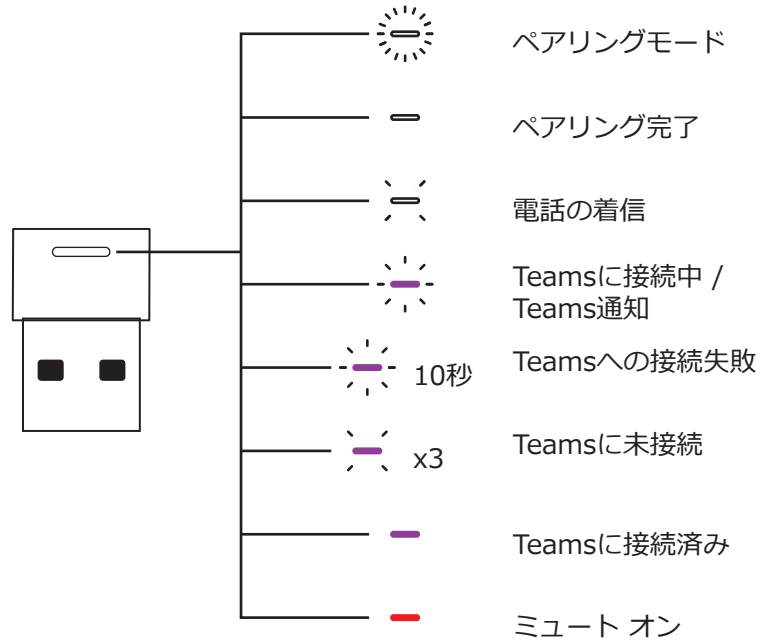 ペアリングモード
ペアリング完了
電話の着信
Teamsに接続中 /
Teams通知
10秒
Teamsへの接続失敗
x3
Teamsに未接続
Teamsに接続済み
ミュート オン